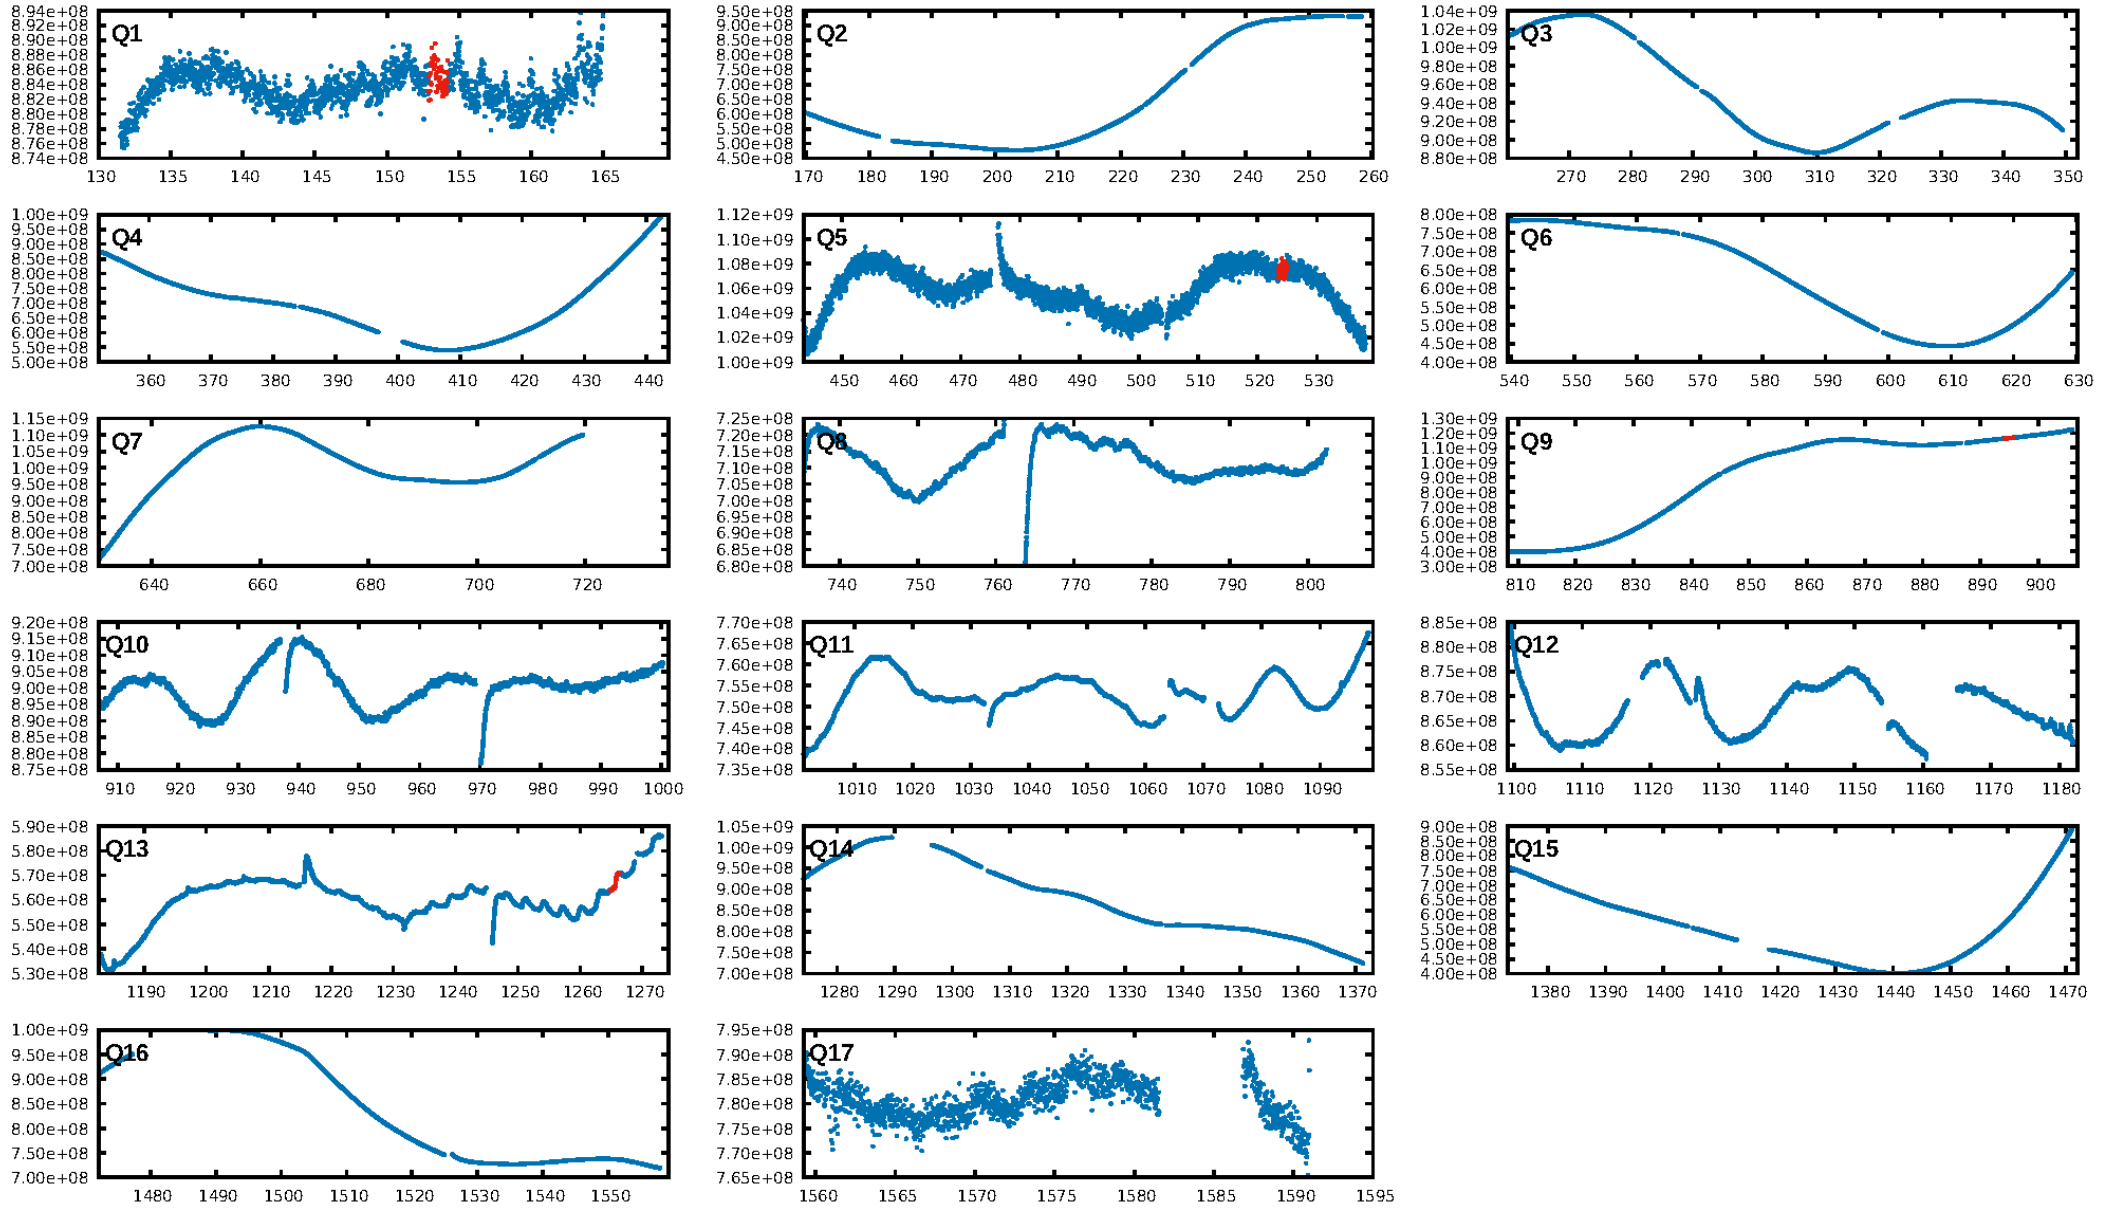 Q1
8.94e+08
8.90e+08
8.88e+08
8.86e+08
8.84e+08
8.82e+08
8.80e+08
8.78e+08
8.76e+08
8.74e+08
130 135 140 145 150 155 160 165
Q2
9.50e+08
9.00e+08
8.50e+08
8.00e+08
7.50e+08
7.00e+08
6.50e+08
6.00e+08
5.50e+08
5.00e+08
4.50e+08
170 180 190 200 210 220 230 240 250 260
Q3
1.04e+09
1.02e+09
1.00e+09
9.80e+08
9.60e+08
9.40e+08
9.20e+08
9.00e+08
8.80e+08
270 280 290 300 310 320 330 340 350
Q4
1.00e+09
9.50e+08
9.00e+08
8.50e+08
8.00e+08
7.50e+08
7.00e+08
6.50e+08
6.00e+08
5.50e+08
5.00e+08
360 370 380 390 400 410 420 430 440
Q5
1.12e+09
1.10e+09
1.08e+09
1.06e+09
1.04e+09
1.02e+09
1.00e+09
450 460 470 480 490 500 510 520 530
Q6
8.00e+08
7.50e+08
7.00e+08
6.50e+08
6.00e+08
5.50e+08
5.00e+08
4.50e+08
4.00e+08
540 550 560 570 580 590 600 610 620 630
Q7
1.15e+09
1.10e+09
1.05e+09
1.00e+09
9.50e+08
9.00e+08
8.50e+08
8.00e+08
7.50e+08
7.00e+08
640 660 680 700 720
Q8
7.25e+08
7.20e+08
7.15e+08
7.10e+08
7.05e+08
7.00e+08
6.95e+08
6.90e+08
6.85e+08
6.80e+08
740 750 760 770 780 790 800
Q9
1.30e+09
1.20e+09
1.10e+09
1.00e+09
9.00e+08
8.00e+08
7.00e+08
6.00e+08
5.00e+08
4.00e+08
3.00e+08
810 820 830 840 850 860 870 880 890 900
Q10
9.20e+08
9.15e+08
9.10e+08
9.05e+08
9.00e+08
8.95e+08
8.90e+08
8.85e+08
8.80e+08
8.75e+08
910 920 930 940 950 960 970 980 990 1000
Q11
7.70e+08
7.65e+08
7.60e+08
7.55e+08
7.50e+08
7.45e+08
7.40e+08
7.35e+08
1010 1020 1030 1040 1050 1060 1070 1080 1090
Q12
8.85e+08
8.80e+08
8.75e+08
8.70e+08
8.65e+08
8.60e+08
8.55e+08
1100 1110 1120 1130 1140 1150 1160 1170 1180
Q13
5.90e+08
5.80e+08
5.70e+08
5.60e+08
5.50e+08
5.40e+08
5.30e+08
1190 1200 1210 1220 1230 1240 1250 1260 1270
Q14
1.05e+09
1.00e+09
9.50e+08
9.00e+08
8.50e+08
8.00e+08
7.50e+08
7.00e+08
1280 1290 1300 1310 1320 1330 1340 1350 1360 1370
Q15
9.00e+08
8.50e+08
8.00e+08
7.50e+08
7.00e+08
6.50e+08
6.00e+08
5.50e+08
5.00e+08
4.50e+08
4.00e+08
1380 1390 1400 1410 1420 1430 1440 1450 1460 1470
Q16
1.00e+09
9.50e+08
9.00e+08
8.50e+08
8.00e+08
7.50e+08
7.00e+08
1480 1490 1500 1510 1520 1530 1540 1550
Q17
7.95e+08
7.90e+08
7.85e+08
7.80e+08
7.75e+08
7.70e+08
7.65e+08
1560 1565 1570 1575 1580 1585 1590 1595